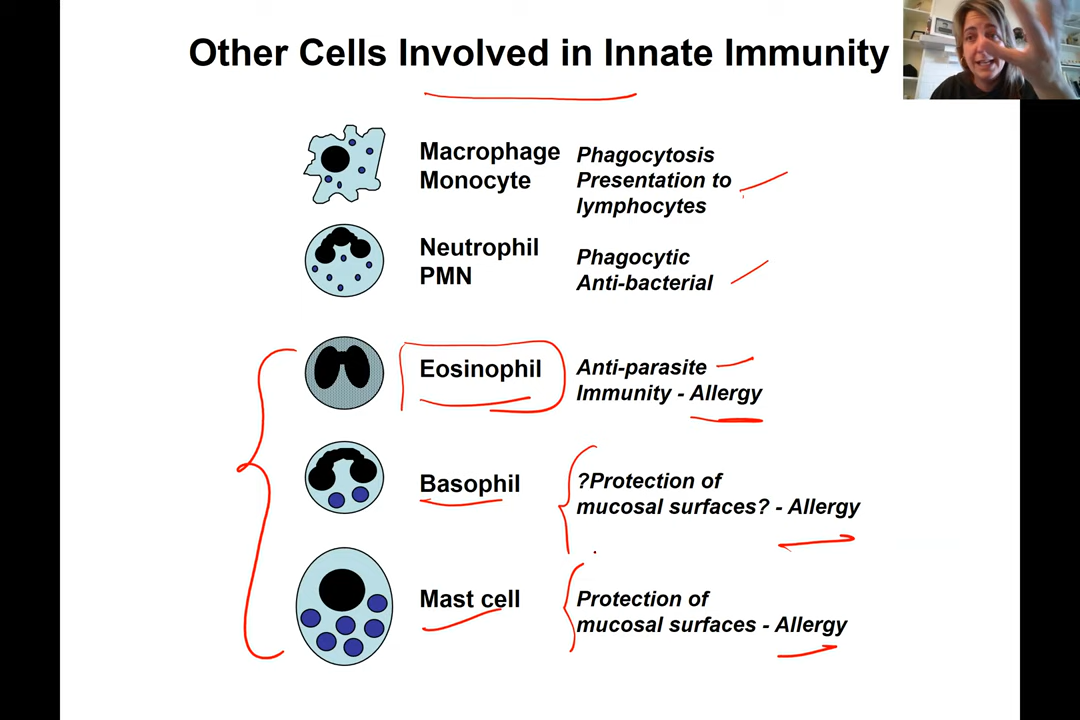 Other Cells Involved in Innate Immunity
Macrophage
Monocyte
Phagocytosis
Presentation to
lymphocytes
Neutrophil
PMN
Phagocytic
Anti-bacterial
Eosinophil
Anti-parasite
Immunity - Allergy
Basophil
?Protection of
mucosal surfaces? - Allergy
Mast cell
Protection of
mucosal surfaces - Allergy